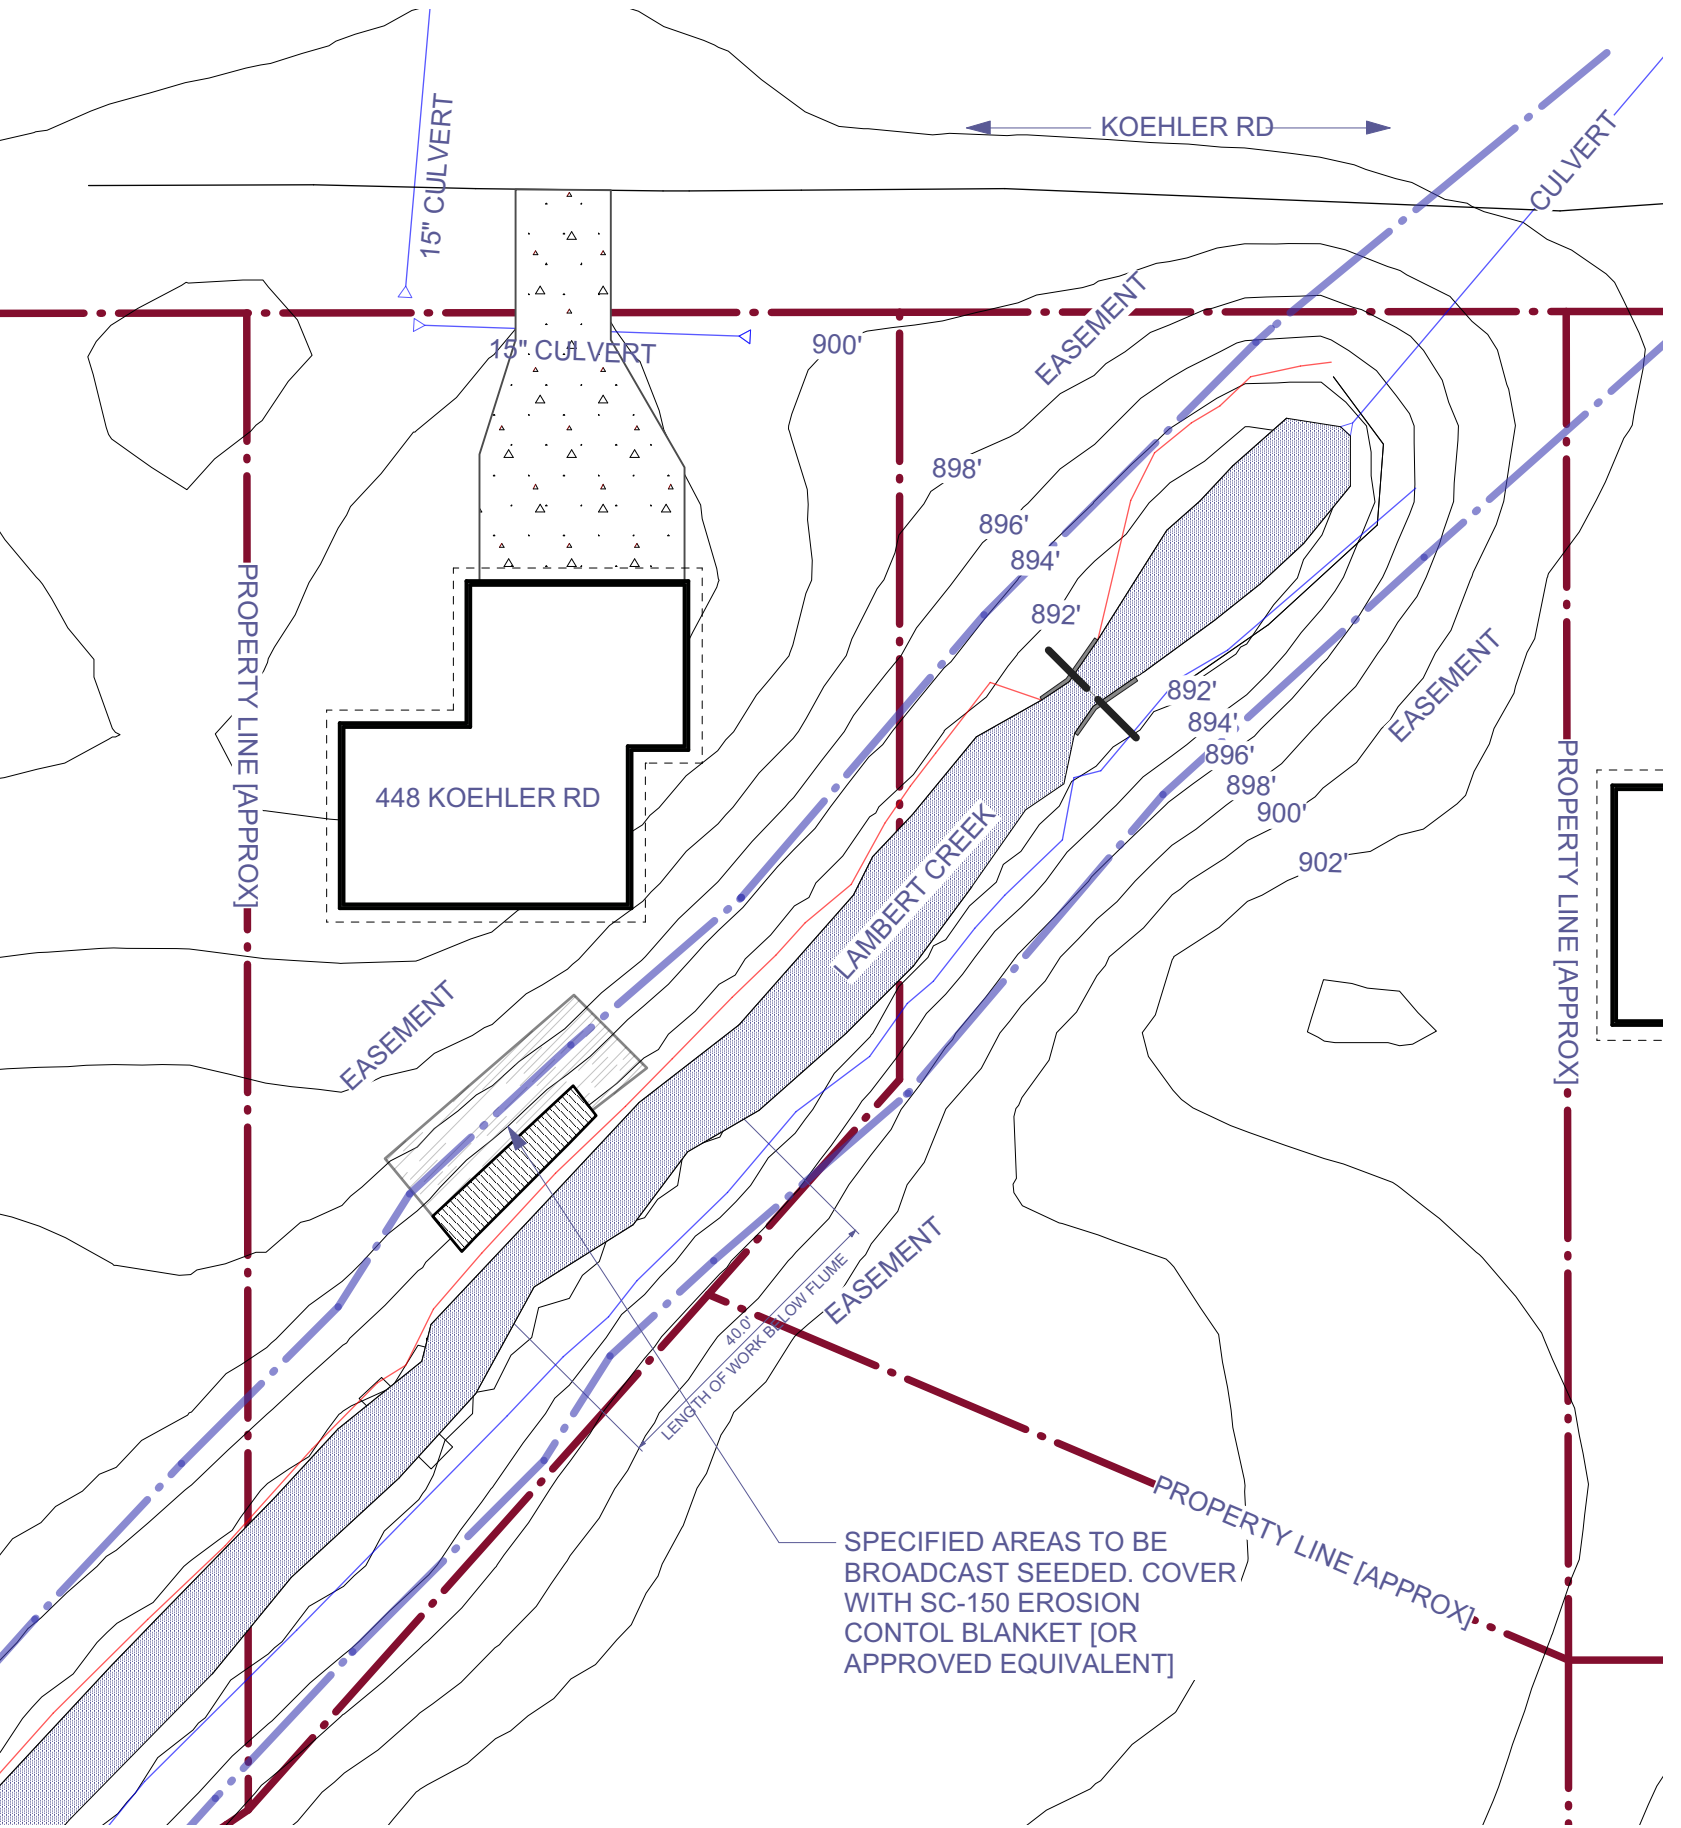 KOEHLER RD
CULVERT
15" CULVERT
15" CULVERT
EASEMENT
900'
898'
896'
894'
892'
PROPERTY LINE [APPROX]
448 KOEHLER RD
892'
894'
896'
898'
900'
902'
EASEMENT
PROPERTY LINE [APPROX]
LAMBERT CREEK
EASEMENT
EASEMENT
40.0'
LENGTH OF WORK BELOW FLUME
PROPERTY LINE [APPROX]
SPECIFIED AREAS TO BE
BROADCAST SEEDED. COVER
WITH SC-150 EROSION
CONTOL BLANKET [OR
APPROVED EQUIVALENT]